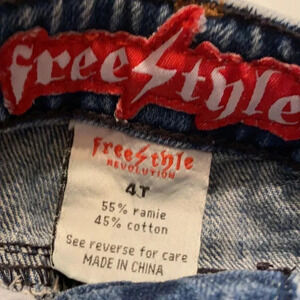 freestyle
freestyle
REVOLUTION
4T
55% ramie
45% cotton
See reverse for care
MADE IN CHINA